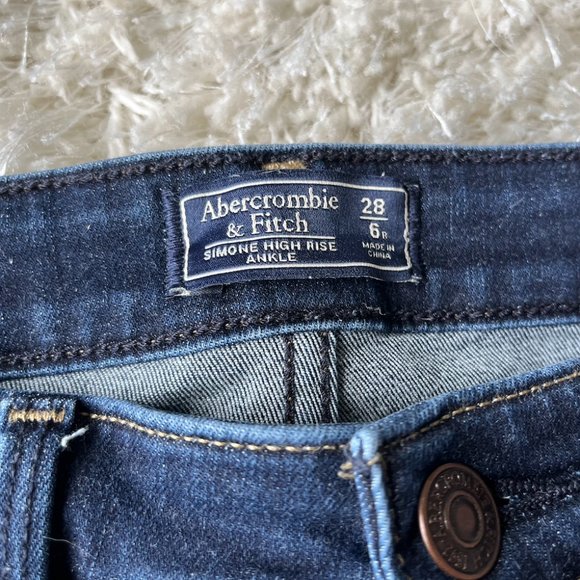 Abercrombie
& Fitch
SIMONE HIGH RISE
ANKLE
28
6R
MADE IN
CHINA